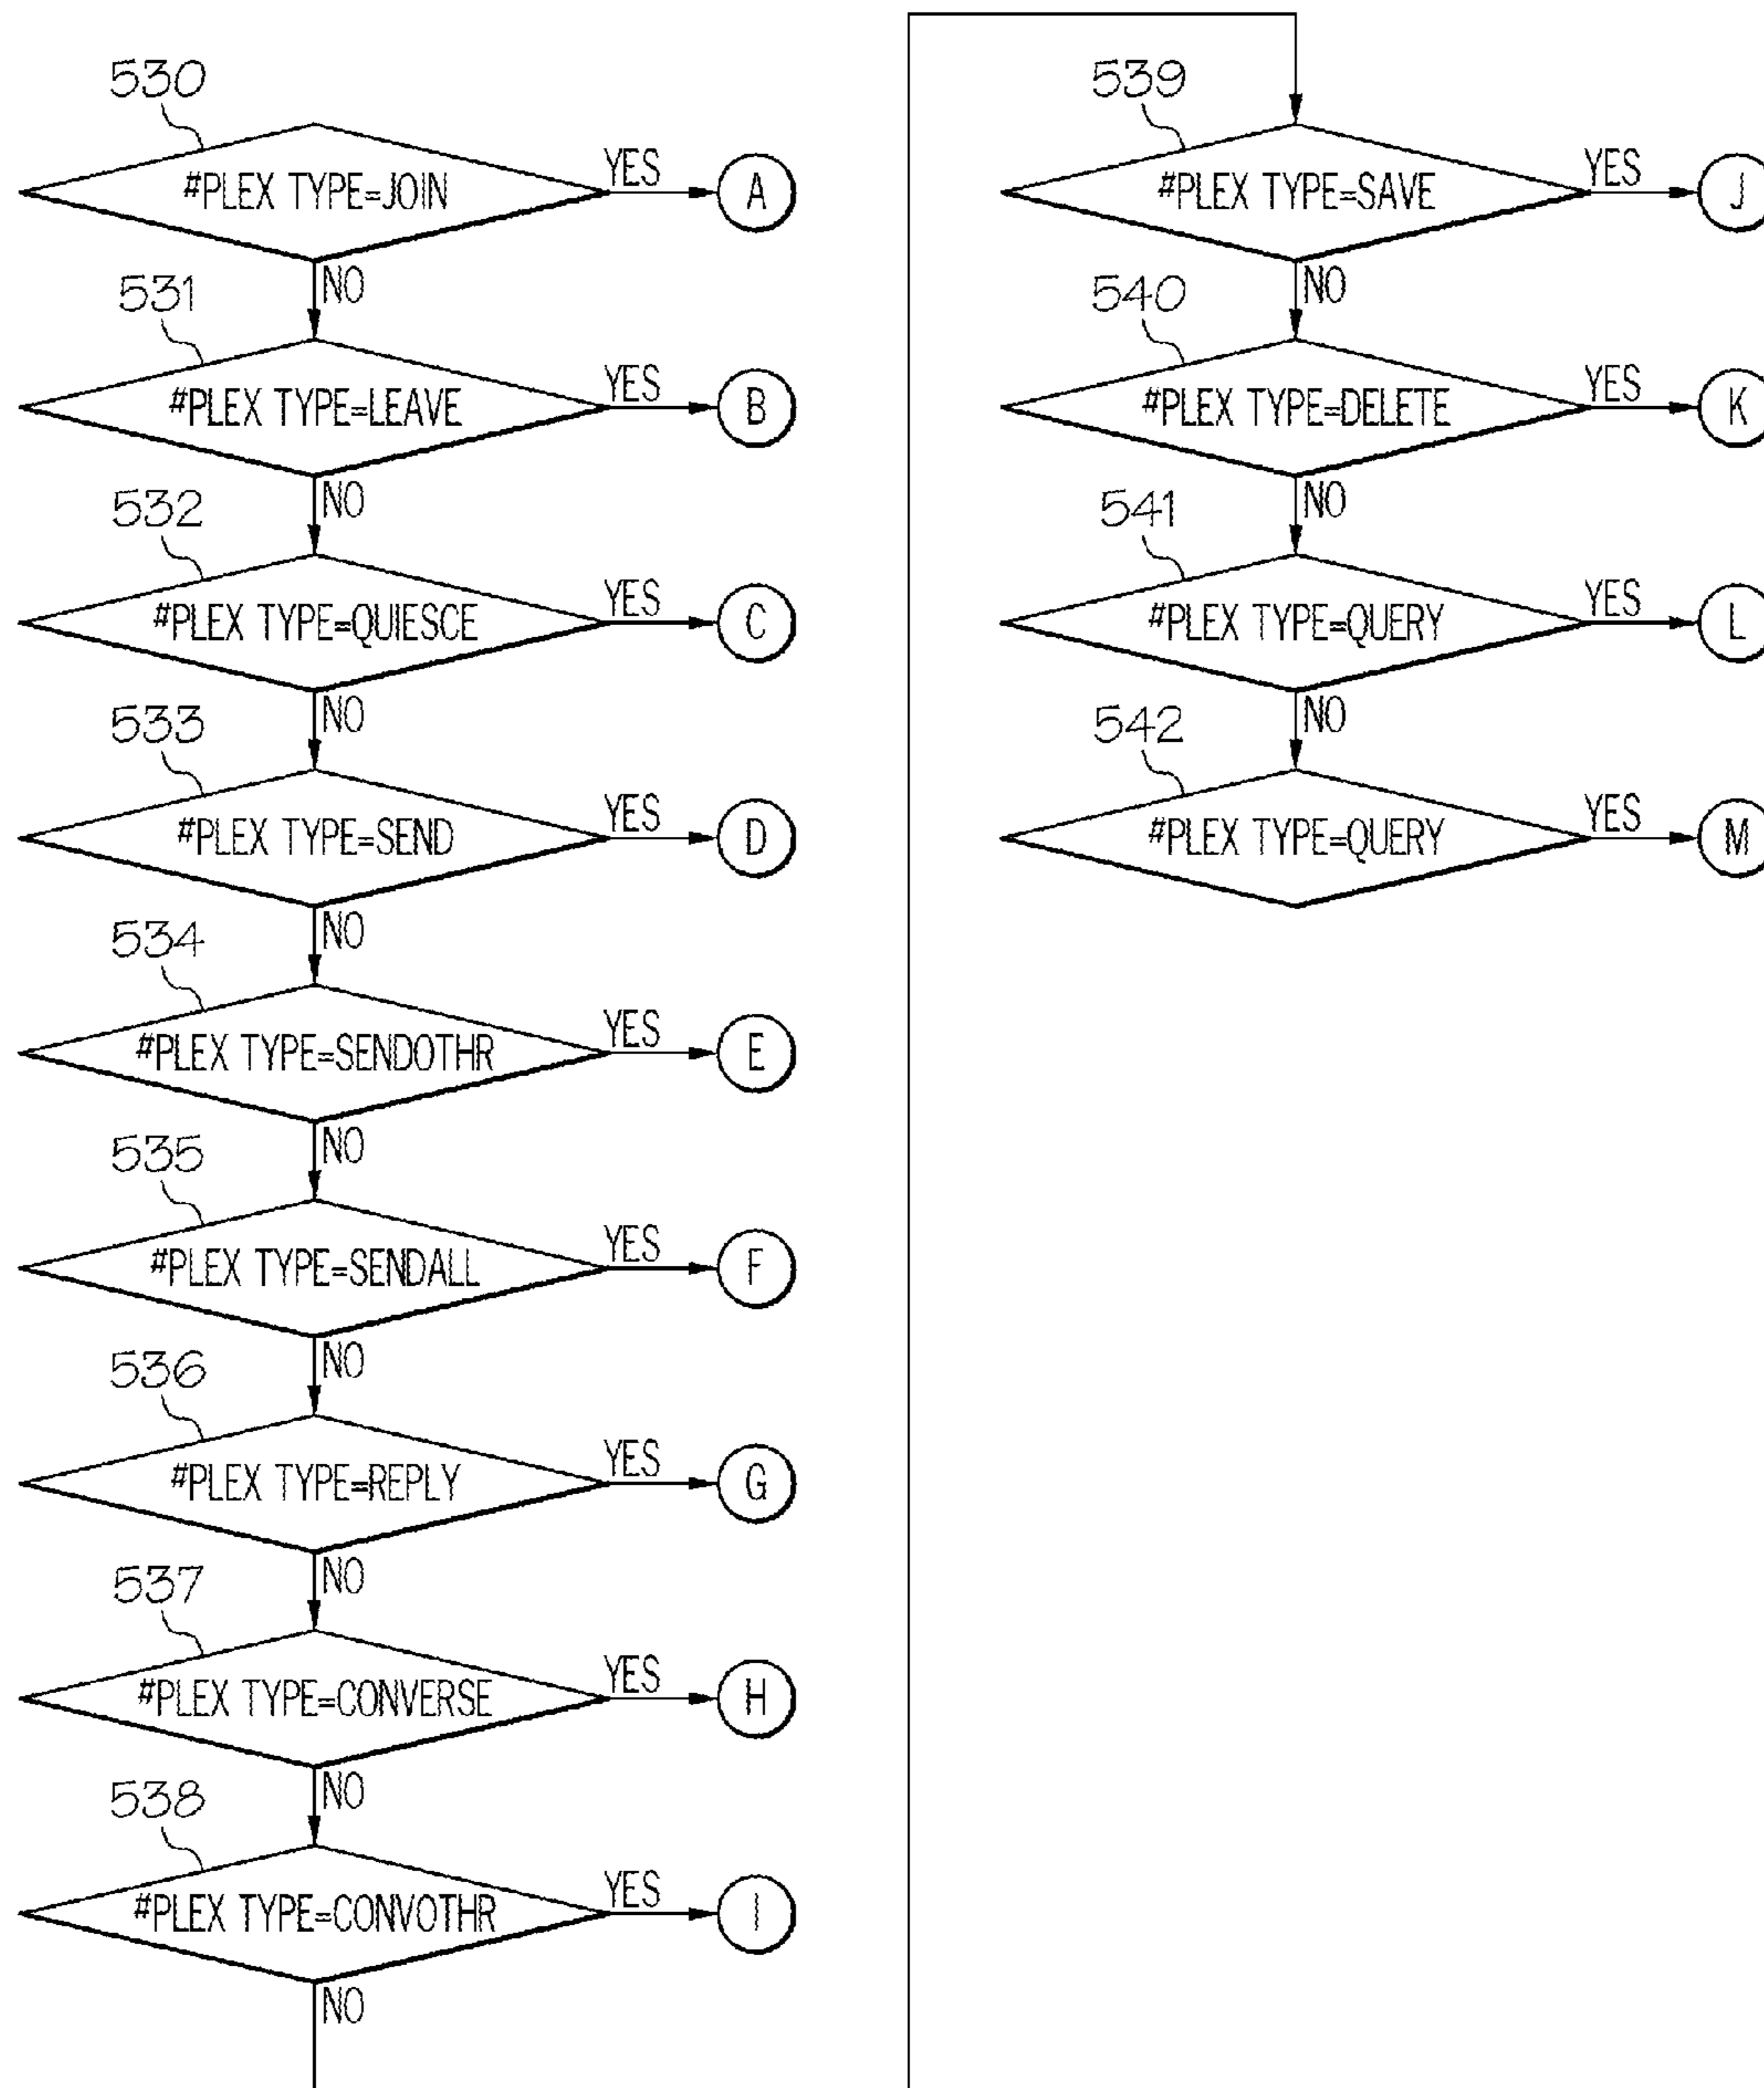 530
#PLEX TYPE=JOIN
YES
A
NO
531
#PLEX TYPE=LEAVE
YES
B
NO
532
#PLEX TYPE=QUIESCE
YES
C
NO
533
#PLEX TYPE=SEND
YES
D
NO
534
#PLEX TYPE=SENDOTHR
YES
E
NO
535
#PLEX TYPE=SENDALL
YES
F
NO
536
#PLEX TYPE=REPLY
YES
G
NO
537
#PLEX TYPE=CONVERSE
YES
H
NO
538
#PLEX TYPE=CONVOTHR
YES
I
NO
539
#PLEX TYPE=SAVE
YES
J
NO
540
#PLEX TYPE=DELETE
YES
K
NO
541
#PLEX TYPE=QUERY
YES
L
NO
542
#PLEX TYPE=QUERY
YES
M